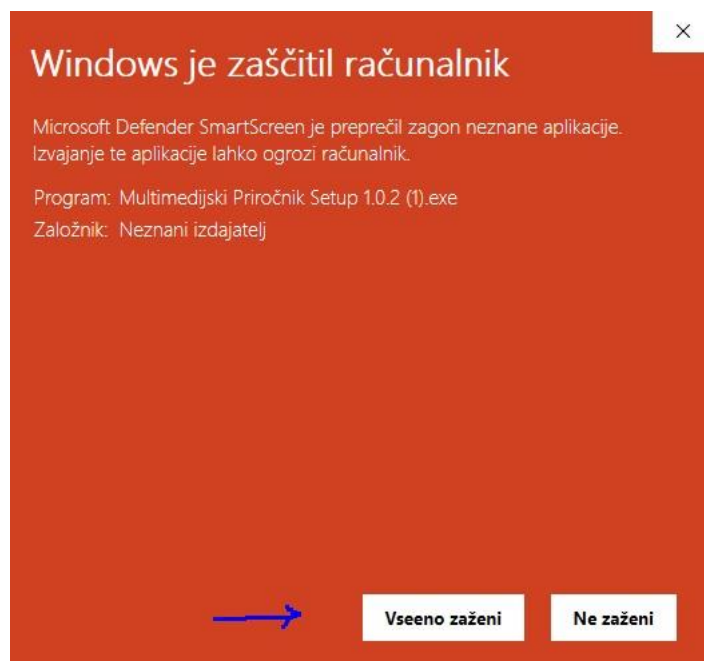 Windows je zaščitil računalnik
Microsoft Defender SmartScreen je preprečil zagon neznane aplikacije.
Izvajanje te aplikacije lahko ogrozi računalnik.
Program: Multimedijski Priročnik Setup 1.0.2 (1).exe
Založnik: Neznani izdajatelj
Vseeno zaženi
Ne zaženi